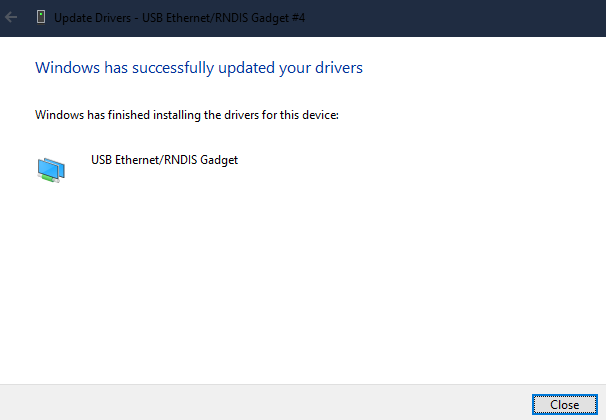 Update Drivers - USB Ethernet/RNDIS Gadget #4
Windows has successfully updated your drivers
Windows has finished installing the drivers for this device:
USB Ethernet/RNDIS Gadget
Close